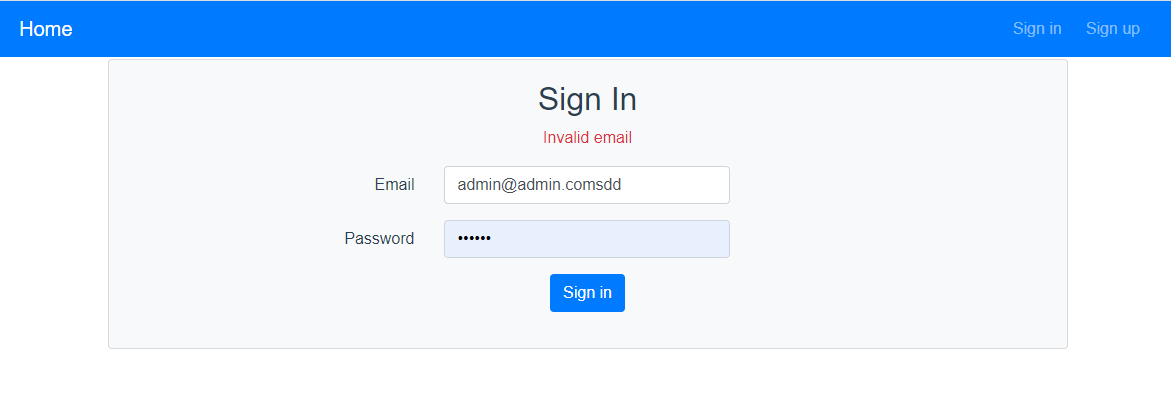 Home Sign in Sign up
Sign In
Invalid email
Email admin@admin.comsdd
Password ••••••
Sign in